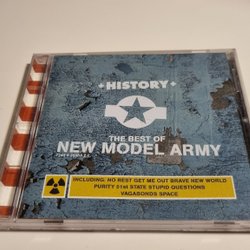 +HISTORY+
THE BEST OF
NEW MODEL ARMY
INCLUDING: NO REST GET ME OUT BRAVE NEW WORLD
PURITY 51st STATE STUPID QUESTIONS
VAGABONDS SPACE